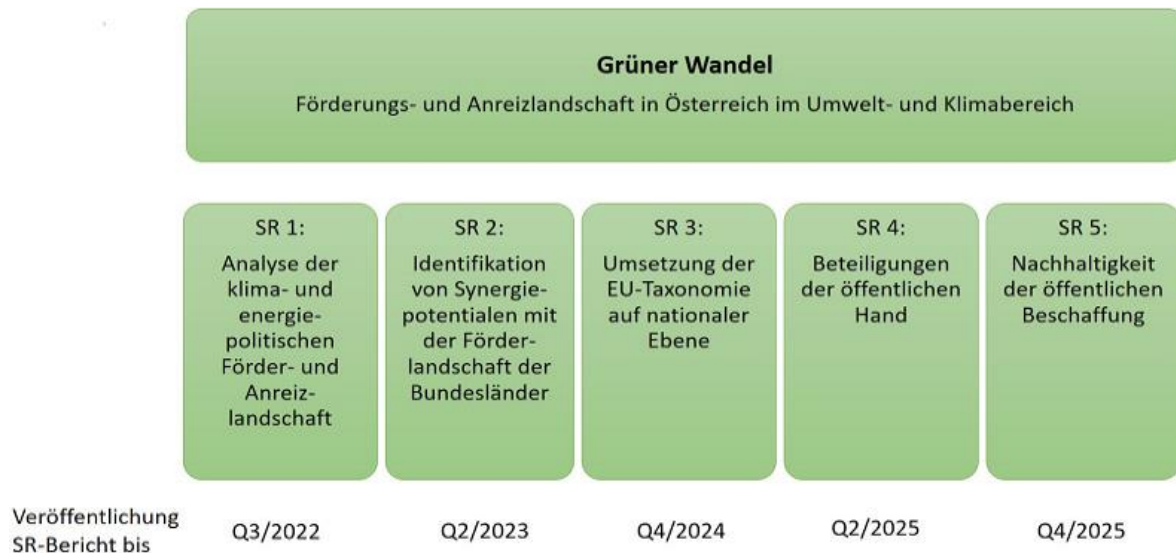 Grüner Wandel
Förderungs- und Anreizlandschaft in Österreich im Umwelt- und Klimabereich
SR 1:
Analyse der
klima- und
energie-
politischen
Förder- und
Anreiz-
landschaft
SR 2:
Identifikation
von Synergie-
potentialen mit
der Förder-
landschaft der
Bundesländer
SR 3:
Umsetzung der
EU-Taxonomie
auf nationaler
Ebene
SR 4:
Beteiligungen
der öffentlichen
Hand
SR 5:
Nachhaltigkeit
der öffentlichen
Beschaffung
Veröffentlichung
SR-Bericht bis
Q3/2022
Q2/2023
Q4/2024
Q2/2025
Q4/2025